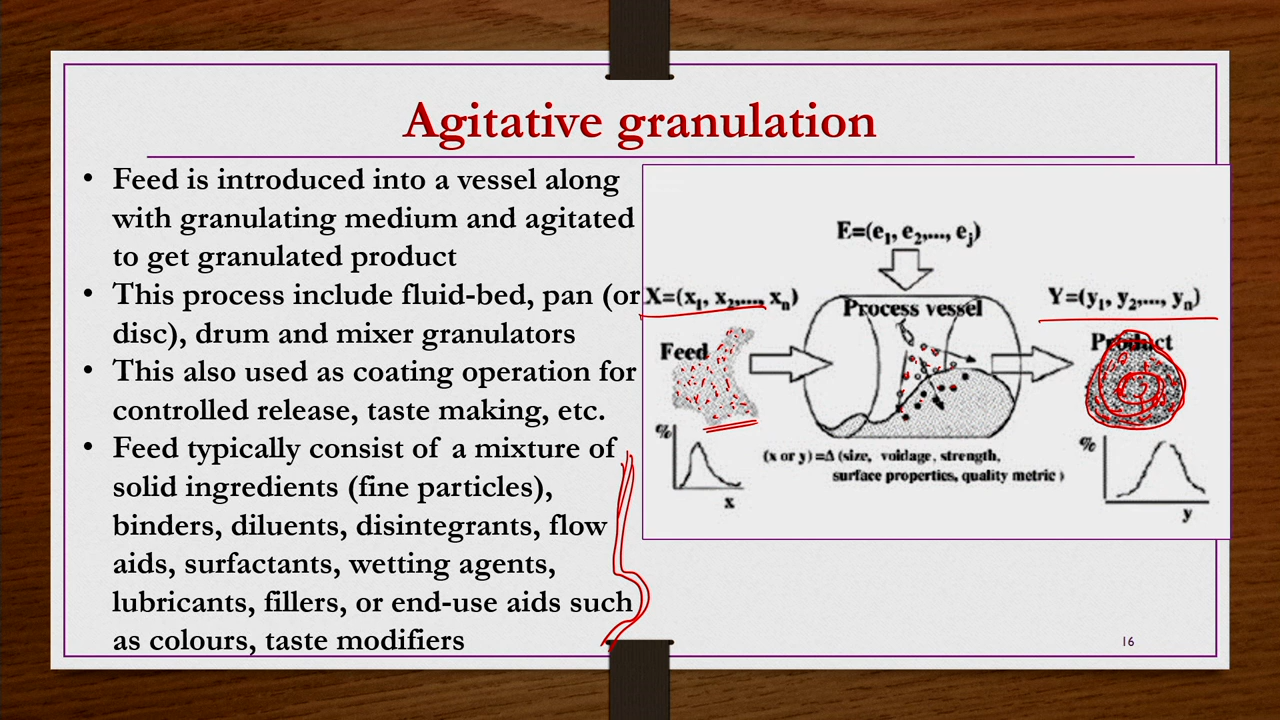 Agitative granulation
• Feed is introduced into a vessel along
with granulating medium and agitated
to get granulated product
• This process include fluid-bed, pan (or
disc), drum and mixer granulators
• This also used as coating operation for
controlled release, taste making, etc.
• Feed typically consist of a mixture of
solid ingredients (fine particles),
binders, diluents, disintegrants, flow
aids, surfactants, wetting agents,
lubricants, fillers, or end-use aids such
as colours, taste modifiers
E=(e1, e2,..., ej)
X=(x1, x2,..., xn)
Process vessel
Y=(y1, y2,..., yn)
Feed
Product
%
x
(x or y)=Δ (size, voidage, strength,
surface properties, quality metric)
%
y
16